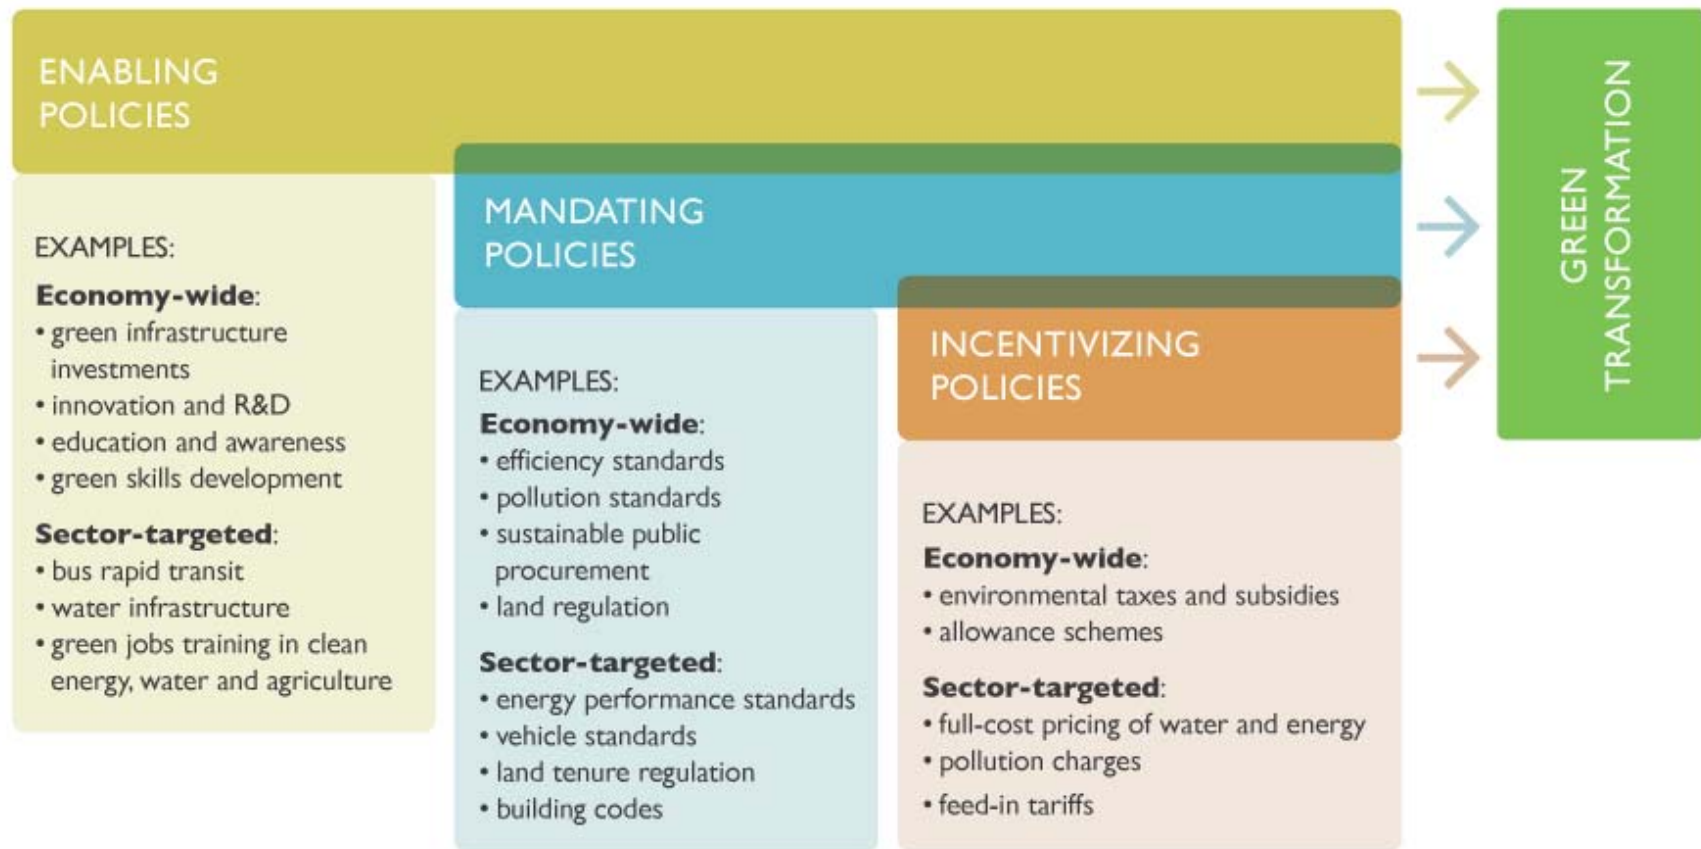 ENABLING
POLICIES
EXAMPLES:
Economy-wide:
• green infrastructure
investments
• innovation and R&D
• education and awareness
• green skills development
Sector-targeted:
• bus rapid transit
• water infrastructure
• green jobs training in clean
energy, water and agriculture
MANDATING
POLICIES
EXAMPLES:
Economy-wide:
• efficiency standards
• pollution standards
• sustainable public
procurement
• land regulation
Sector-targeted:
• energy performance standards
• vehicle standards
• land tenure regulation
• building codes
INCENTIVIZING
POLICIES
EXAMPLES:
Economy-wide:
• environmental taxes and subsidies
• allowance schemes
Sector-targeted:
• full-cost pricing of water and energy
• pollution charges
• feed-in tariffs
GREEN
TRANSFORMATION